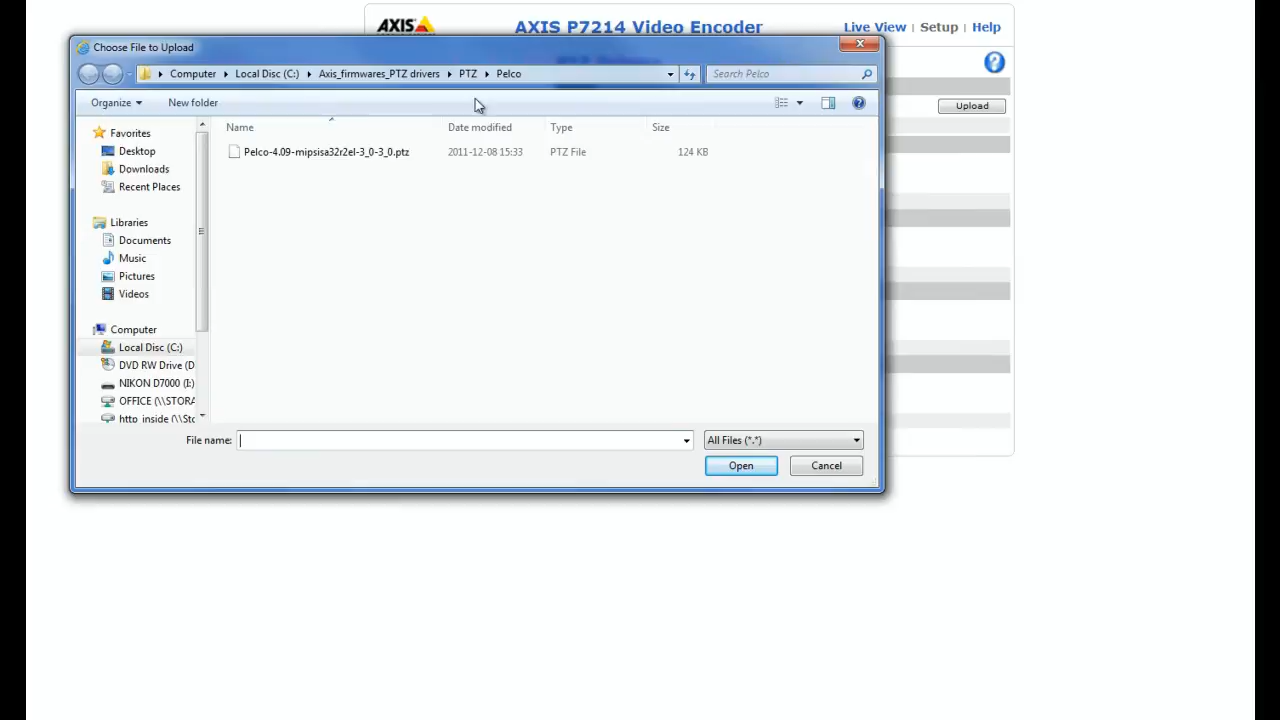 AXIS
AXIS P7214 Video Encoder
Live View | Setup | Help
Choose File to Upload
Computer Local Disc (C:) Axis_firmwares_PTZ drivers PTZ Pelco
Search Pelco
Organize
New folder
Upload
Name
Date modified
Type
Size
Favorites
Desktop
Downloads
Recent Places
Libraries
Documents
Music
Pictures
Videos
Computer
Local Disc (C:)
DVD RW Drive (D
NIKON D7000 (I:)
OFFICE (\\STORA
http_inside (\\Sto
Pelco-4.09-mipsisa32r2el-3_0-3_0.ptz 2011-12-08 15:33 PTZ File 124 KB
File name:
All Files (*.*)
Open
Cancel